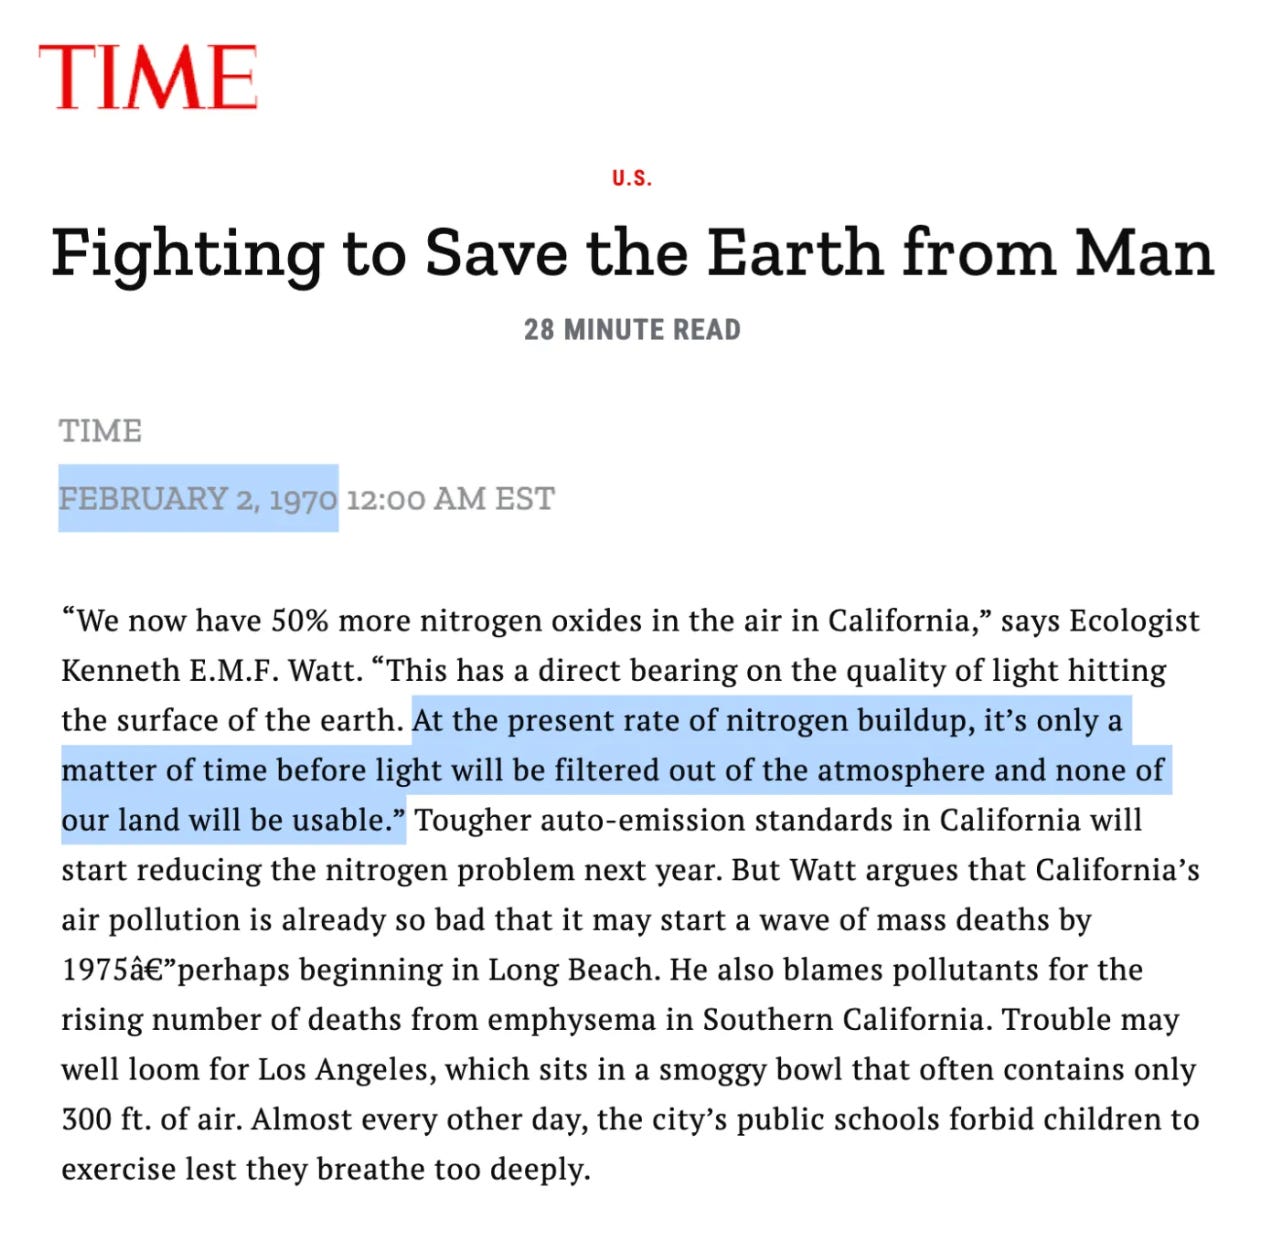 TIME
U.S.
Fighting to Save the Earth from Man
28 MINUTE READ
TIME
FEBRUARY 2, 1970 12:00 AM EST
“We now have 50% more nitrogen oxides in the air in California,” says Ecologist
Kenneth E.M.F. Watt. “This has a direct bearing on the quality of light hitting
the surface of the earth. At the present rate of nitrogen buildup, it’s only a
matter of time before light will be filtered out of the atmosphere and none of
our land will be usable.” Tougher auto-emission standards in California will
start reducing the nitrogen problem next year. But Watt argues that California’s
air pollution is already so bad that it may start a wave of mass deaths by
1975â€”perhaps beginning in Long Beach. He also blames pollutants for the
rising number of deaths from emphysema in Southern California. Trouble may
well loom for Los Angeles, which sits in a smoggy bowl that often contains only
300 ft. of air. Almost every other day, the city’s public schools forbid children to
exercise lest they breathe too deeply.